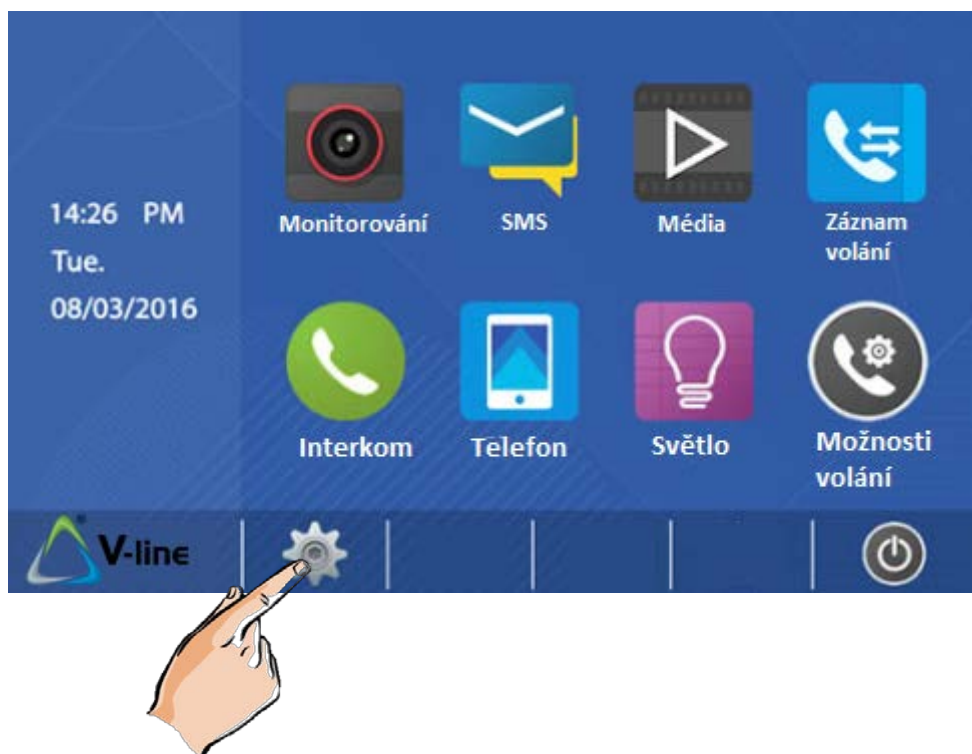 14:26 PM
Tue.
08/03/2016
Monitorování
SMS
Média
Záznam
volání
Interkom
Telefon
Světlo
Možnosti
volání
V-line